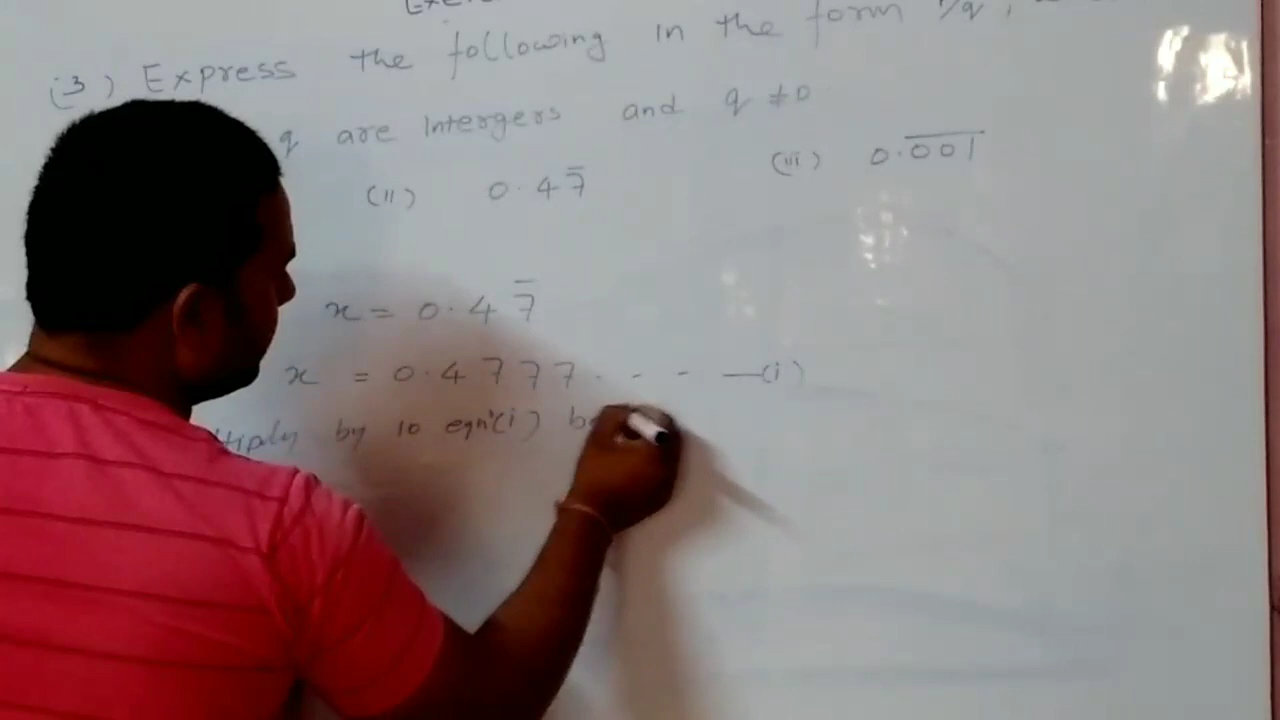 (3) Express the following in the form P/q,
q are Intergers and q ≠ 0
(ii) 0.47̅ (iii) 0.0̅0̅1̅
x = 0.47̅
x = 0.4777 . - - —(i)
by 10 eqn(i)